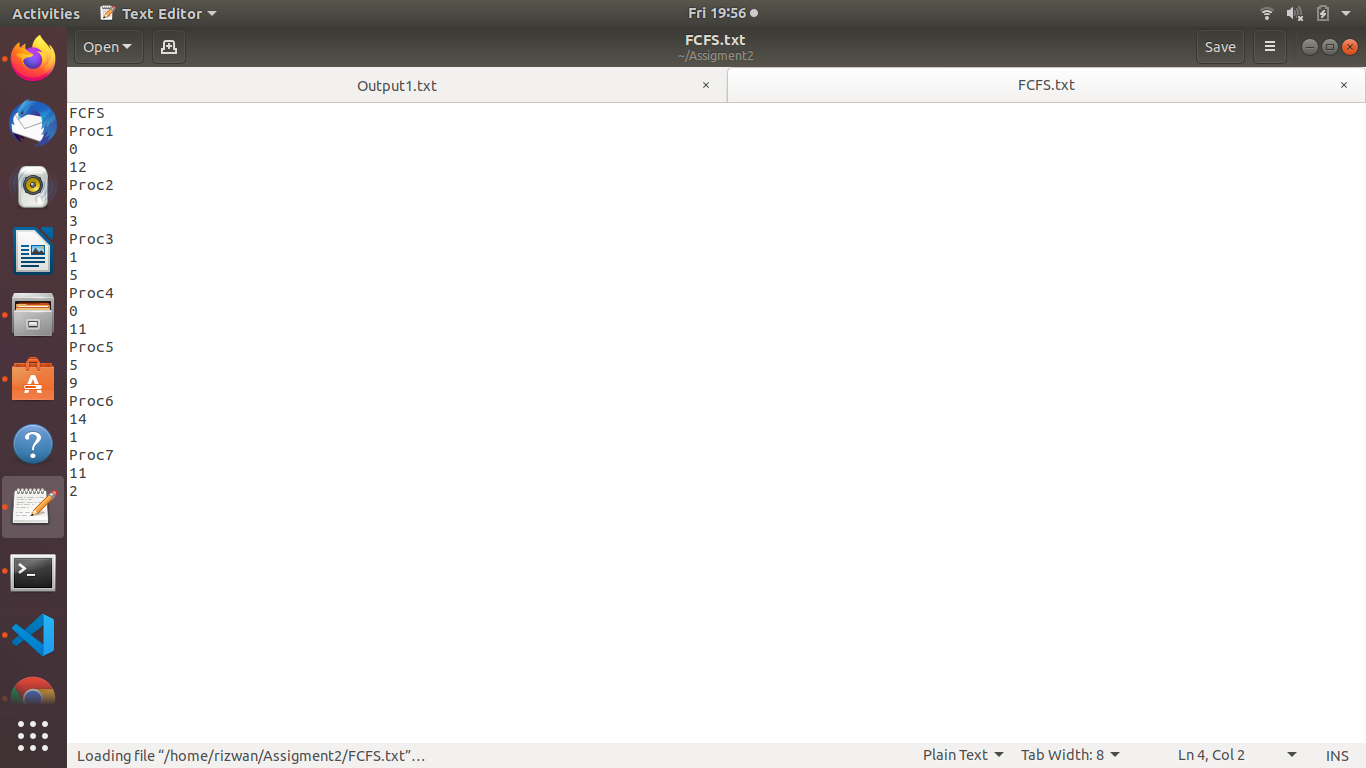 Activities Text Editor Fri 19:56
Open FCFS.txt Save
~/Assigment2
Output1.txt × FCFS.txt ×
FCFS
Proc1
0
12
Proc2
0
3
Proc3
1
5
Proc4
0
11
Proc5
5
9
Proc6
14
1
Proc7
11
2
Loading file “/home/rizwan/Assigment2/FCFS.txt”… Plain Text Tab Width: 8 Ln 4, Col 2 INS